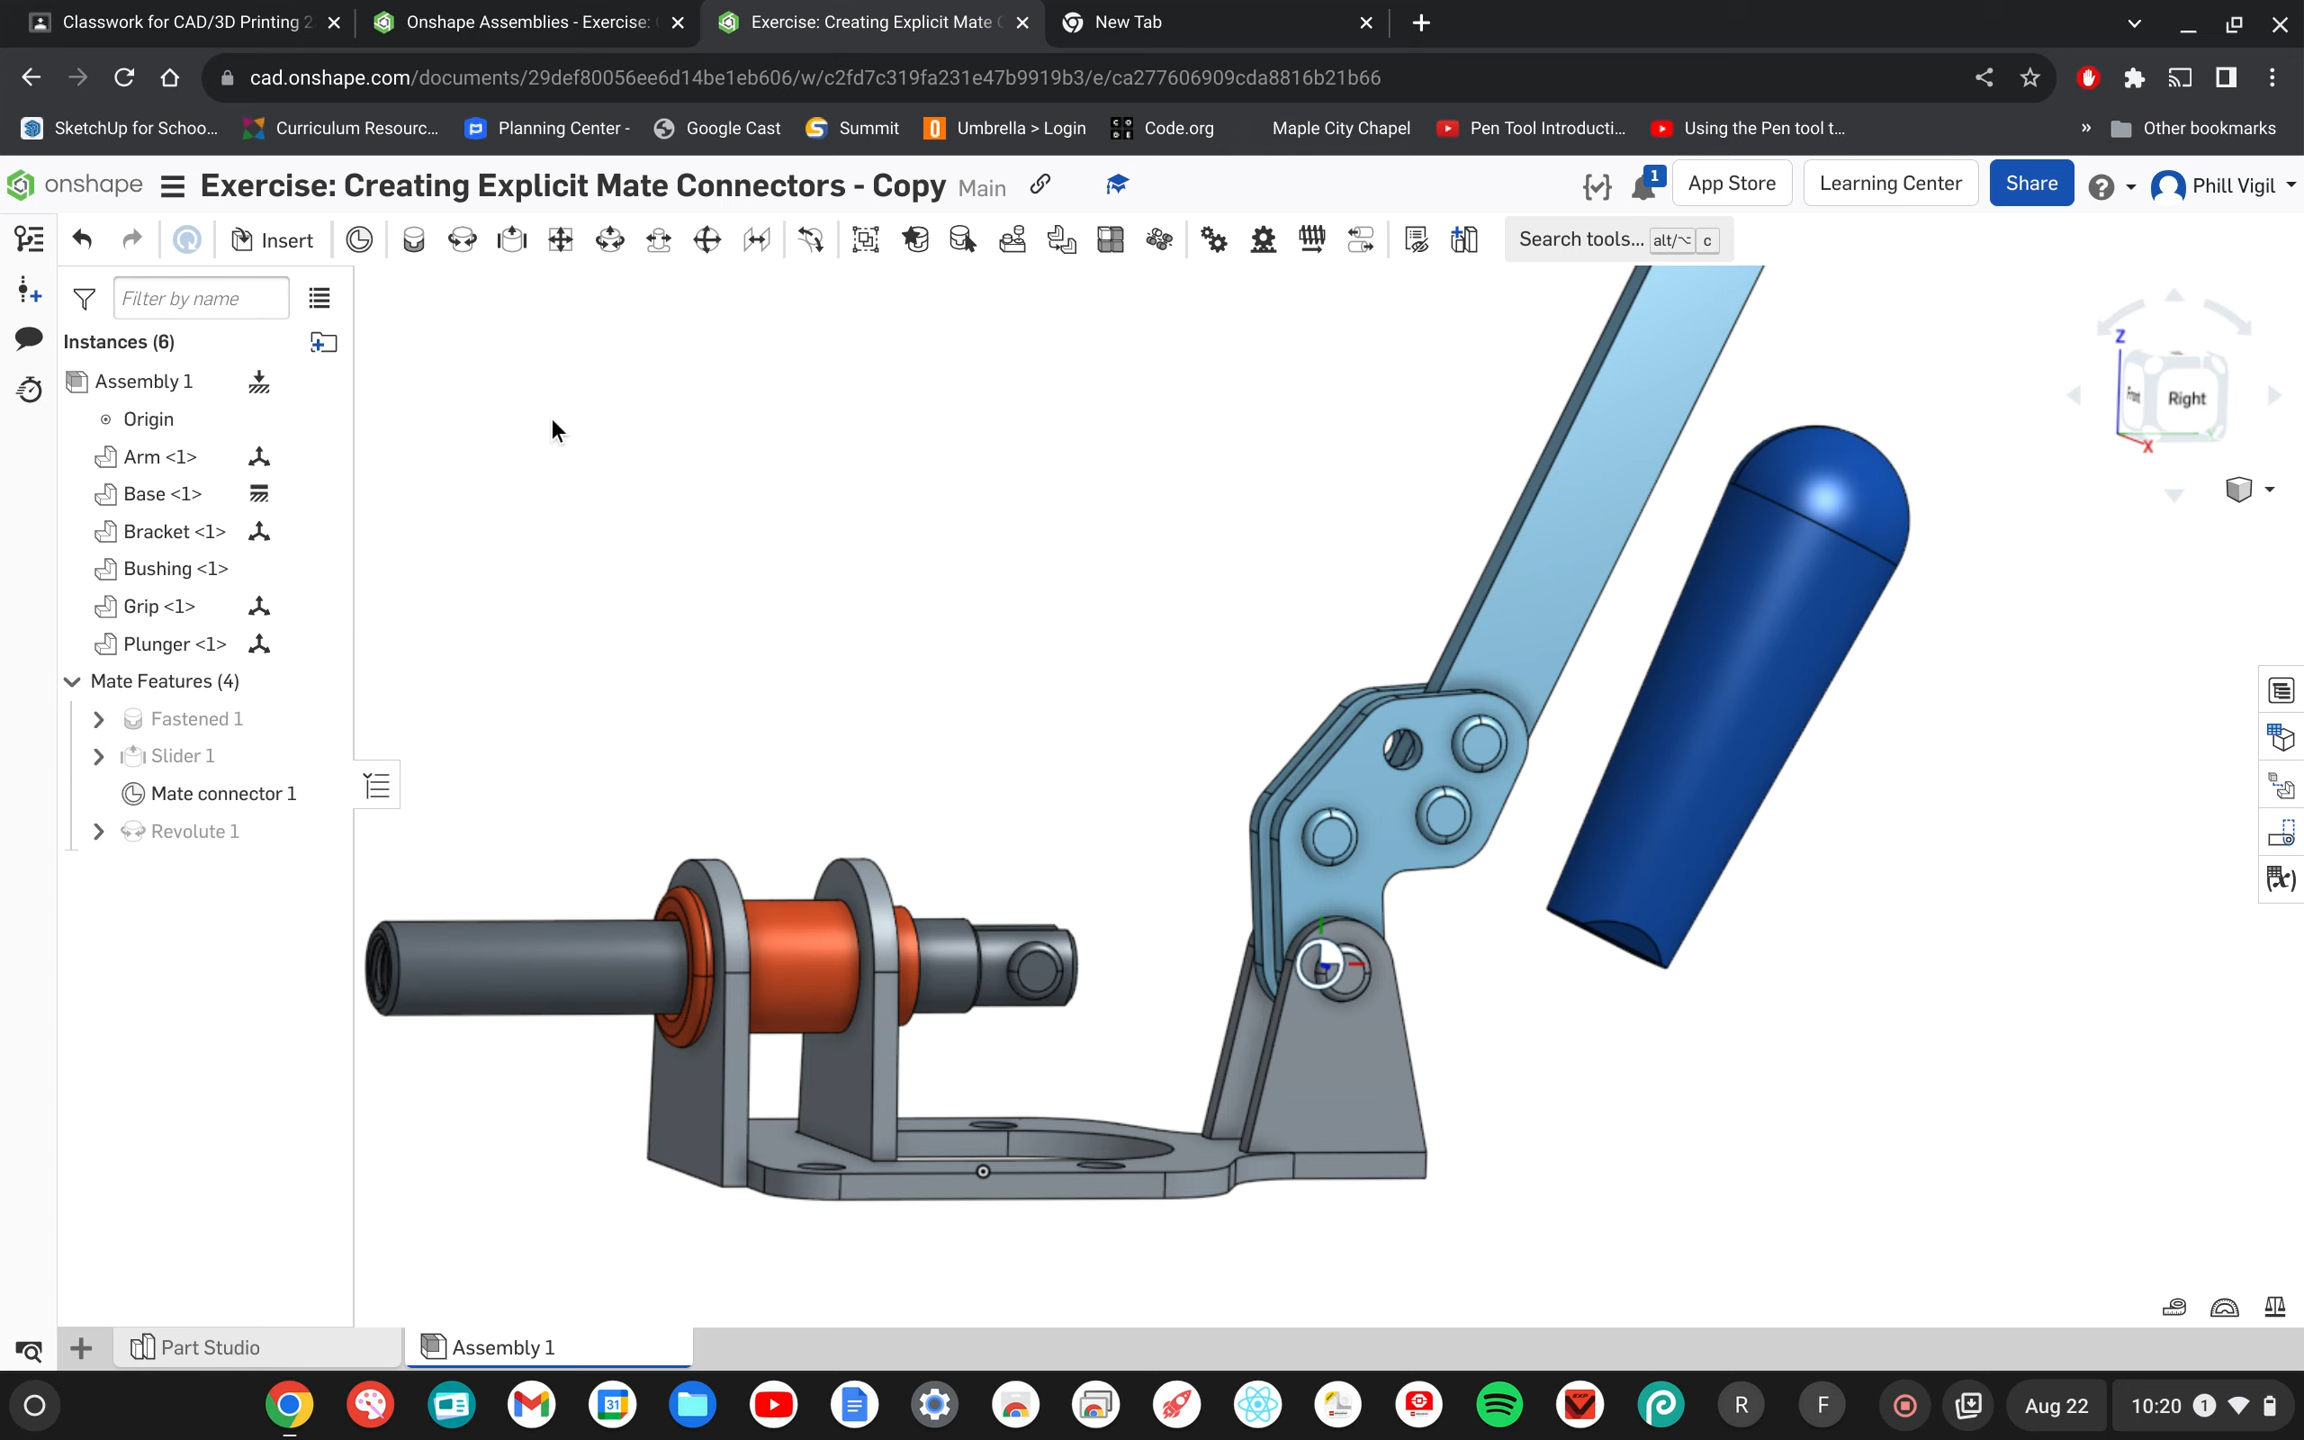 Classwork for CAD/3D Printing 2
Onshape Assemblies - Exercise:
Exercise: Creating Explicit Mate
New Tab
cad.onshape.com/documents/29def80056ee6d14be1eb606/w/c2fd7c319fa231e47b9919b3/e/ca277606909cda8816b21b66
SketchUp for Schoo...
Curriculum Resourc...
Planning Center -
Google Cast
Summit
Umbrella > Login
Code.org
Maple City Chapel
Pen Tool Introducti...
Using the Pen tool t...
»
Other bookmarks
onshape
Exercise: Creating Explicit Mate Connectors - Copy
Main
1
App Store
Learning Center
Share
Phill Vigil
Insert
Search tools... alt/⌥ c
Filter by name
Instances (6)
Assembly 1
Origin
Arm <1>
Base <1>
Bracket <1>
Bushing <1>
Grip <1>
Plunger <1>
Mate Features (4)
Fastened 1
Slider 1
Mate connector 1
Revolute 1
Z
Front
Right
X
Y
Part Studio
Assembly 1
31
R
F
Aug 22
10:20
1